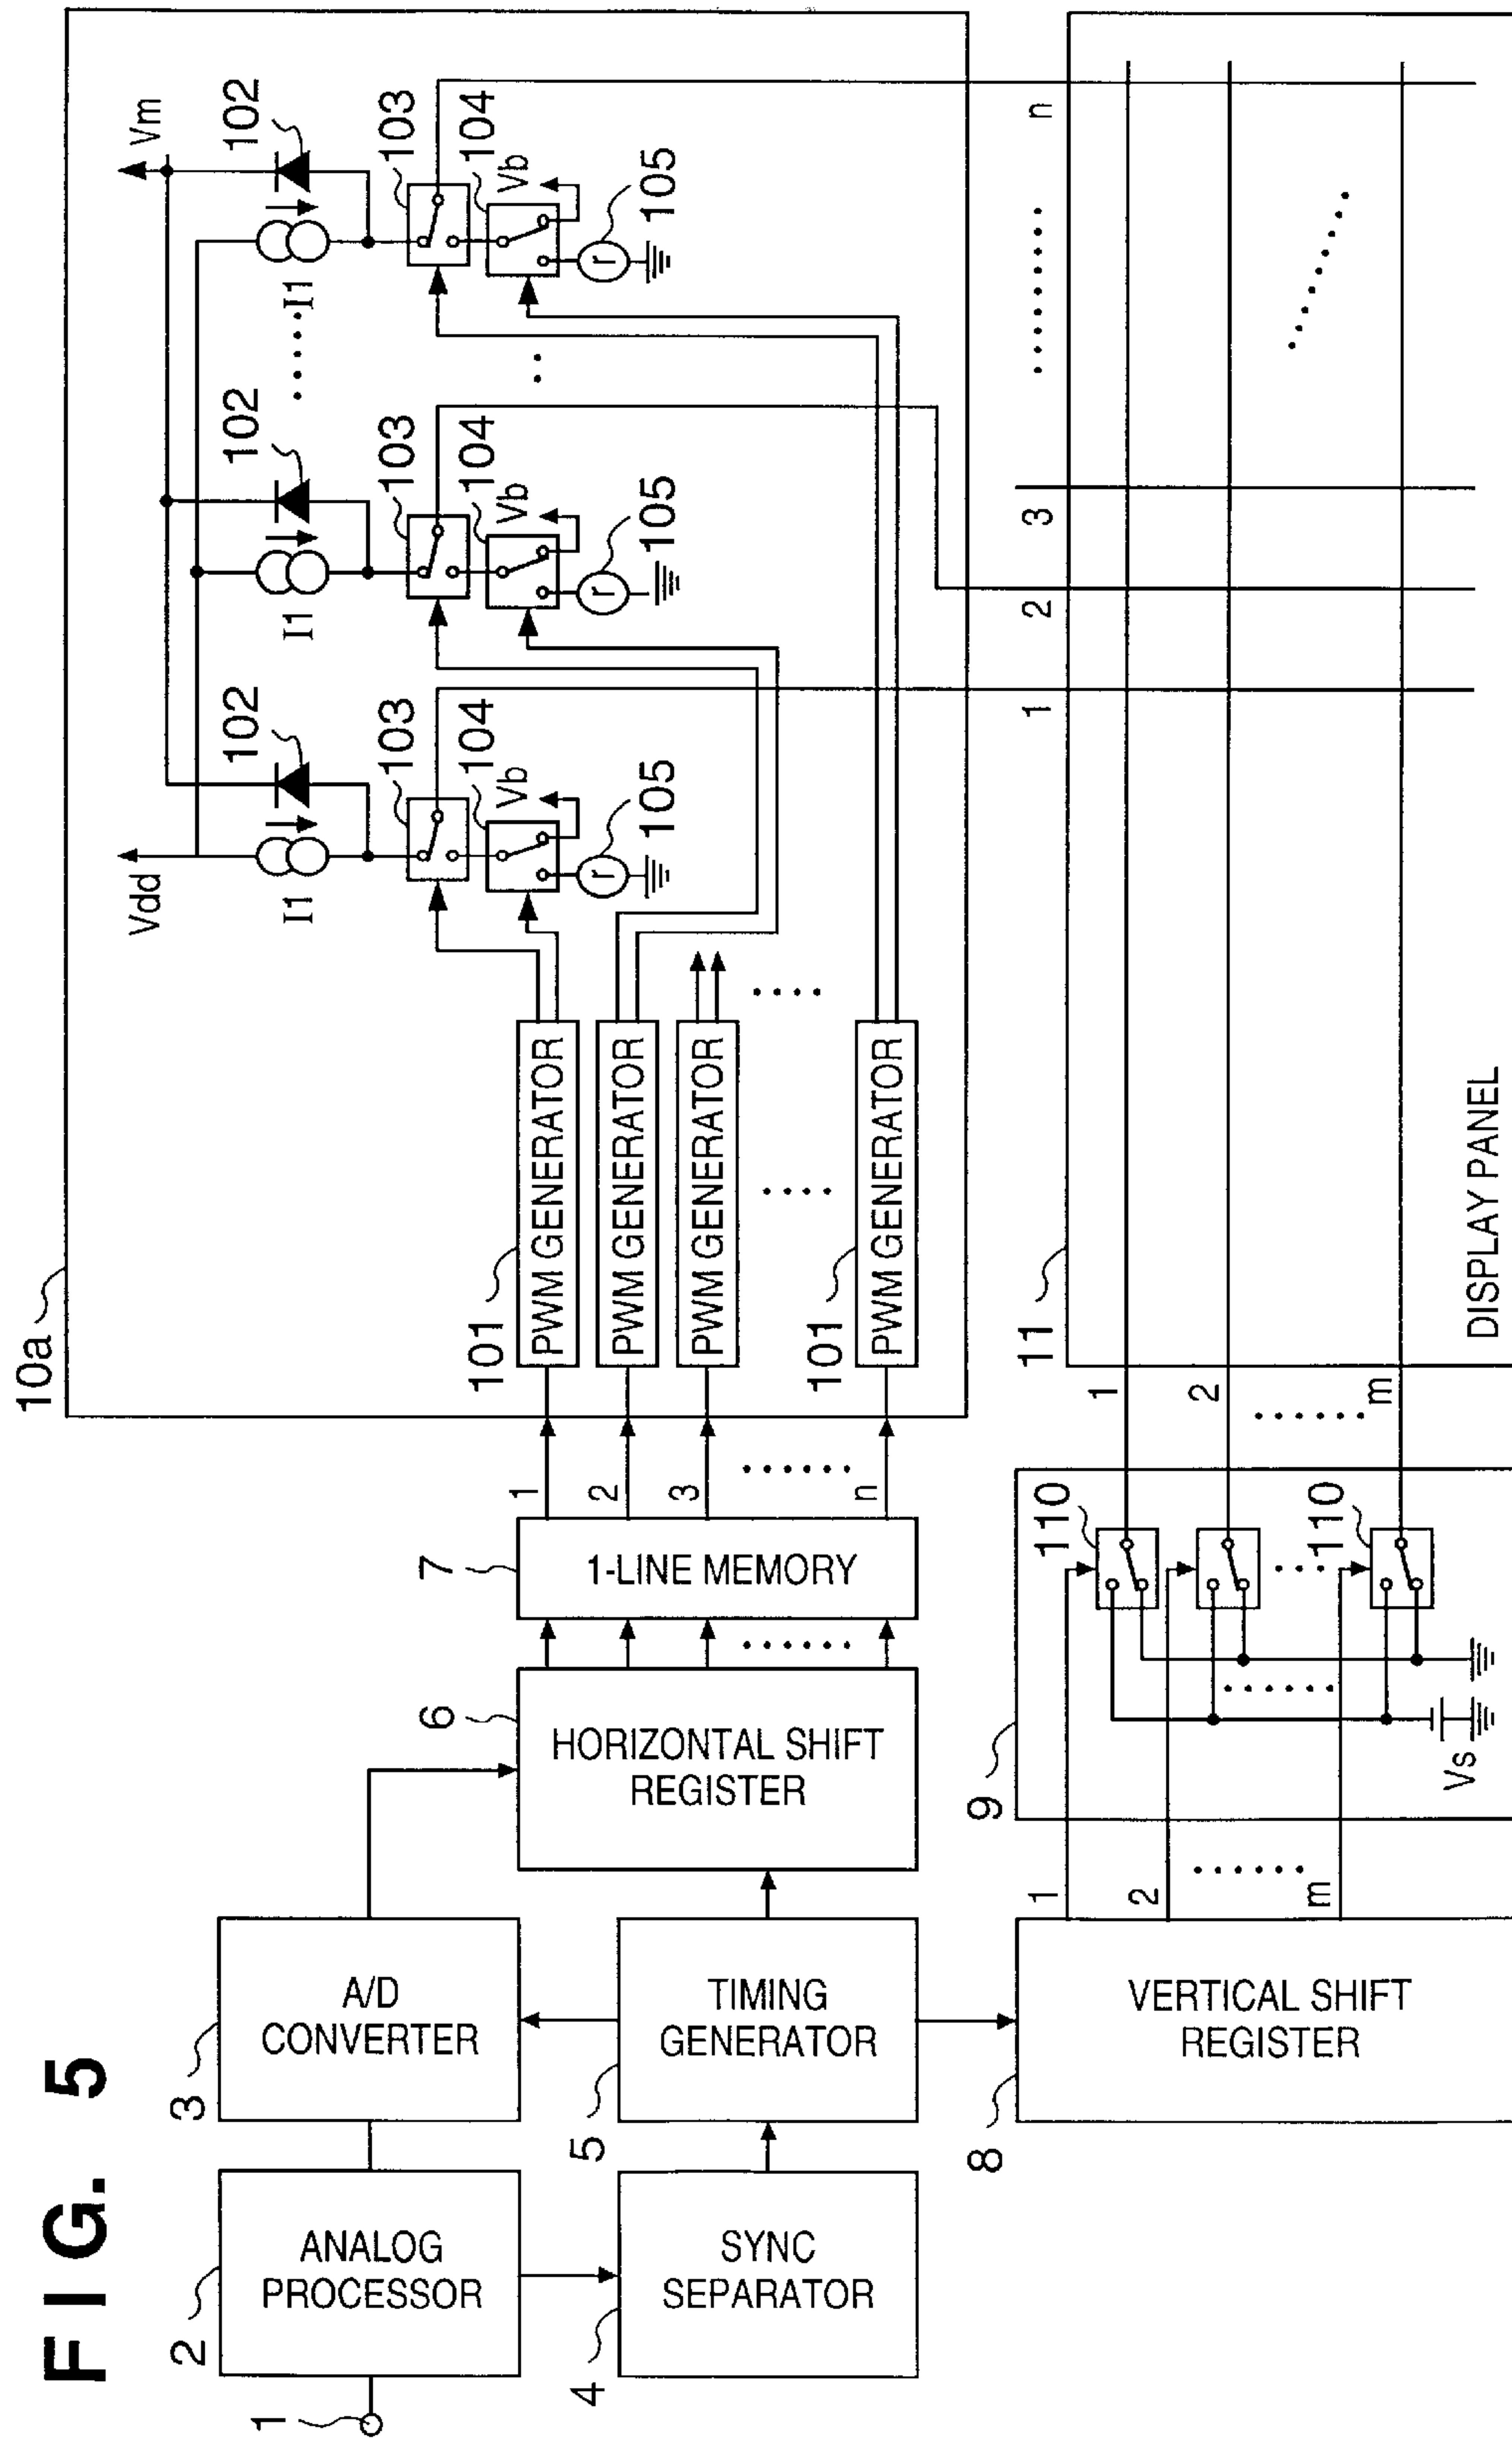 FIG. 5
1
2
ANALOG
PROCESSOR
3
A/D
CONVERTER
4
SYNC
SEPARATOR
5
TIMING
GENERATOR
6
HORIZONTAL SHIFT
REGISTER
7
1-LINE MEMORY
1
2
3
n
8
VERTICAL SHIFT
REGISTER
1
2
m
9
110
110
Vs
1
2
m
10a
101
PWM GENERATOR
PWM GENERATOR
PWM GENERATOR
101
PWM GENERATOR
Vdd
Vm
I1
102
103
104
Vb
r
105
I1
102
103
104
Vb
r
105
I1
102
103
104
Vb
r
105
11
1
2
3
n
DISPLAY PANEL